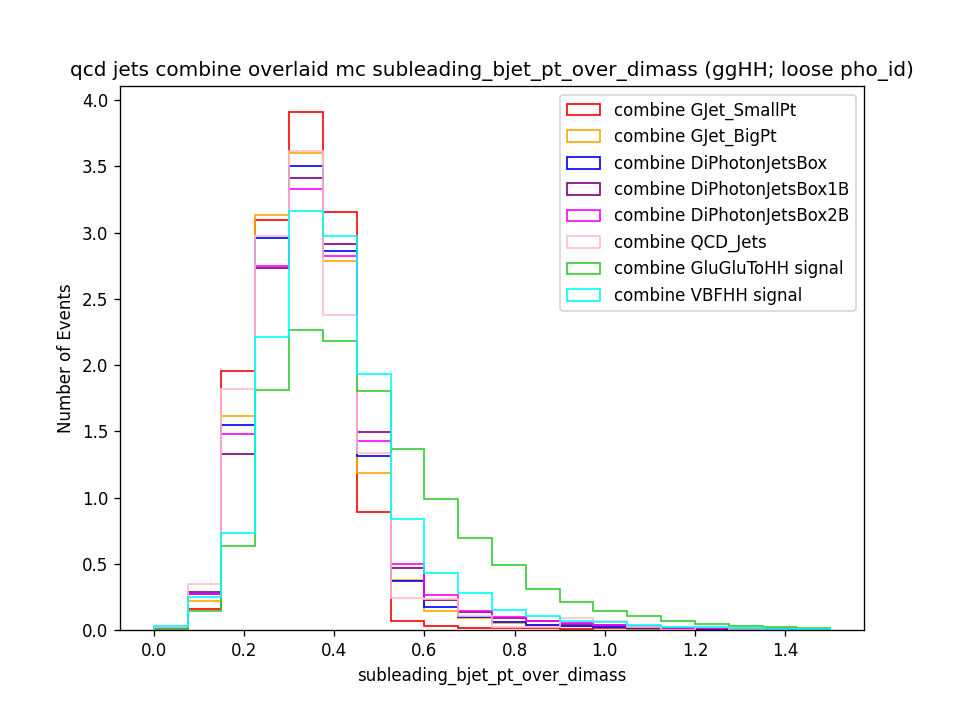 qcd jets combine overlaid mc subleading_bjet_pt_over_dimass (ggHH; loose pho_id)
combine GJet_SmallPt
combine GJet_BigPt
combine DiPhotonJetsBox
combine DiPhotonJetsBox1B
combine DiPhotonJetsBox2B
combine QCD_Jets
combine GluGluToHH signal
combine VBFHH signal
Number of Events
4.0
3.5
3.0
2.5
2.0
1.5
1.0
0.5
0.0
0.0 0.2 0.4 0.6 0.8 1.0 1.2 1.4
subleading_bjet_pt_over_dimass